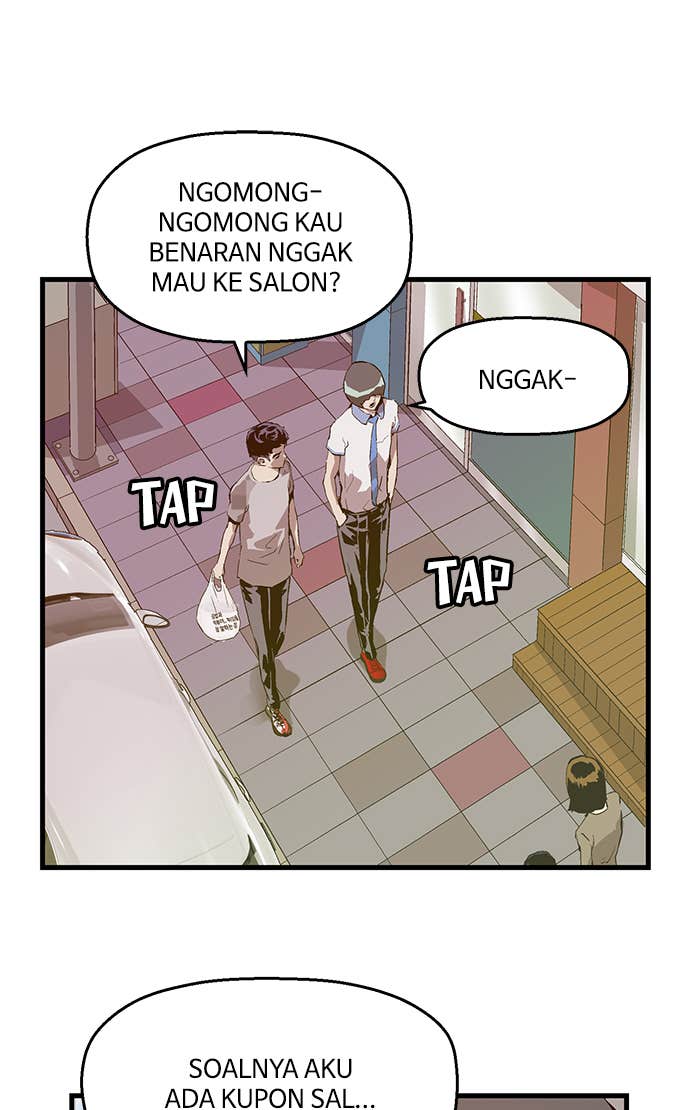 NGOMONG-
NGOMONG KAU
BENARAN NGGAK
MAU KE SALON?
NGGAK-
TAP
TAP
SOALNYA AKU
ADA KUPON SAL...